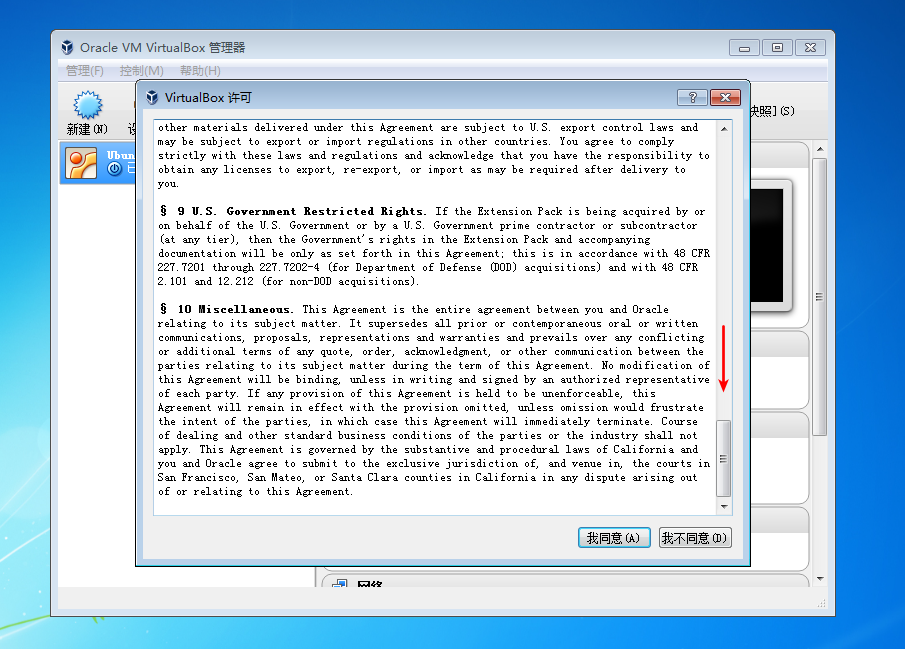 Oracle VM VirtualBox 管理器
管理(F) 控制(M) 帮助(H)
VirtualBox 许可
新建(N)
快照](S)
other materials delivered under this Agreement are subject to U.S. export control laws and
may be subject to export or import regulations in other countries. You agree to comply
strictly with these laws and regulations and acknowledge that you have the responsibility to
obtain any licenses to export, re-export, or import as may be required after delivery to
you.
§ 9 U.S. Government Restricted Rights. If the Extension Pack is being acquired by or
on behalf of the U.S. Government or by a U.S. Government prime contractor or subcontractor
(at any tier), then the Government's rights in the Extension Pack and accompanying
documentation will be only as set forth in this Agreement; this is in accordance with 48 CFR
227.7201 through 227.7202-4 (for Department of Defense (DOD) acquisitions) and with 48 CFR
2.101 and 12.212 (for non-DOD acquisitions).
§ 10 Miscellaneous. This Agreement is the entire agreement between you and Oracle
relating to its subject matter. It supersedes all prior or contemporaneous oral or written
communications, proposals, representations and warranties and prevails over any conflicting
or additional terms of any quote, order, acknowledgment, or other communication between the
parties relating to its subject matter during the term of this Agreement. No modification of
this Agreement will be binding, unless in writing and signed by an authorized representative
of each party. If any provision of this Agreement is held to be unenforceable, this
Agreement will remain in effect with the provision omitted, unless omission would frustrate
the intent of the parties, in which case this Agreement will immediately terminate. Course
of dealing and other standard business conditions of the parties or the industry shall not
apply. This Agreement is governed by the substantive and procedural laws of California and
you and Oracle agree to submit to the exclusive jurisdiction of, and venue in, the courts in
San Francisco, San Mateo, or Santa Clara counties in California in any dispute arising out
of or relating to this Agreement.
我同意(A) 我不同意(D)
网络